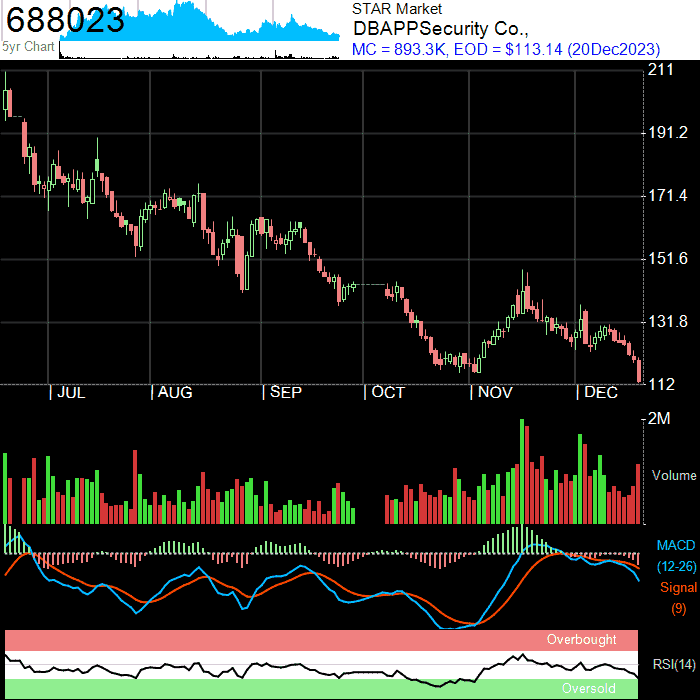 688023
5yr Chart
STAR Market
DBAPPSecurity Co.,
MC = 893.3K, EOD = $113.14 (20Dec2023)
211
191.2
171.4
151.6
131.8
112
JUL AUG SEP OCT NOV DEC
2M
Volume
MACD
(12-26)
Signal
(9)
Overbought
RSI(14)
Oversold